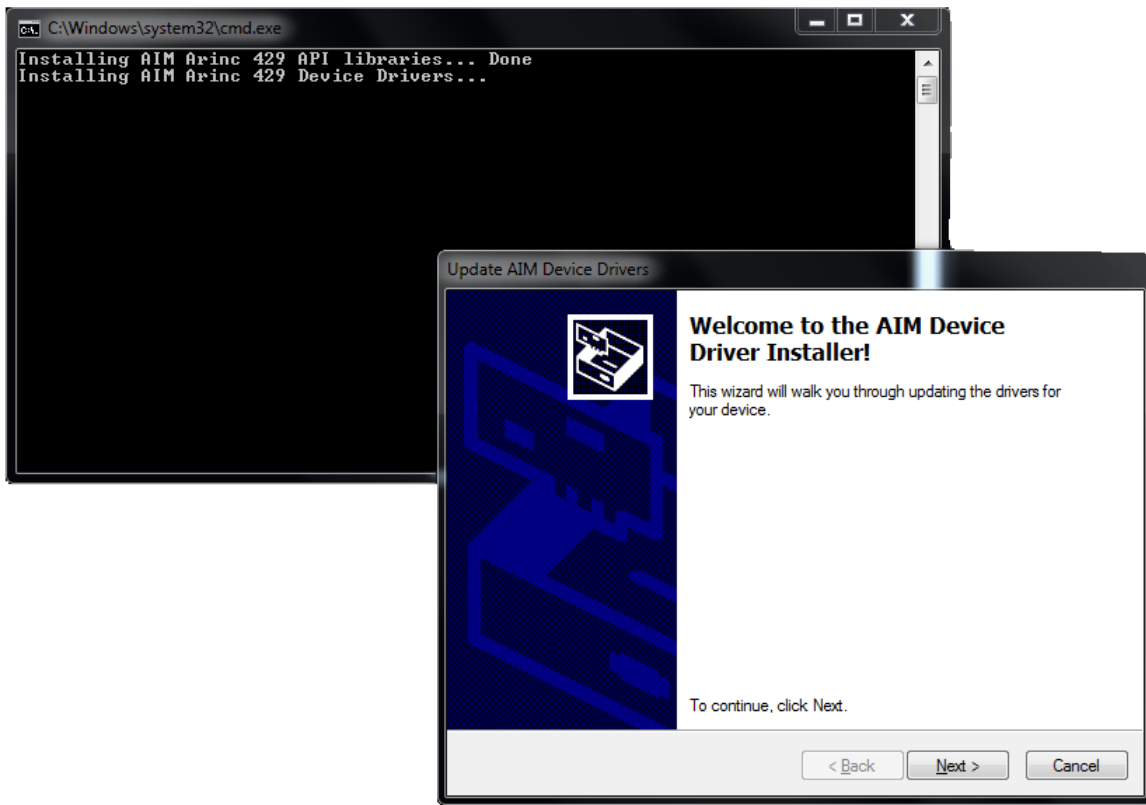 C:\Windows\system32\cmd.exe
Installing AIM Arinc 429 API libraries... Done
Installing AIM Arinc 429 Device Drivers...
Update AIM Device Drivers
Welcome to the AIM Device
Driver Installer!
This wizard will walk you through updating the drivers for
your device.
To continue, click Next.
< Back
Next >
Cancel